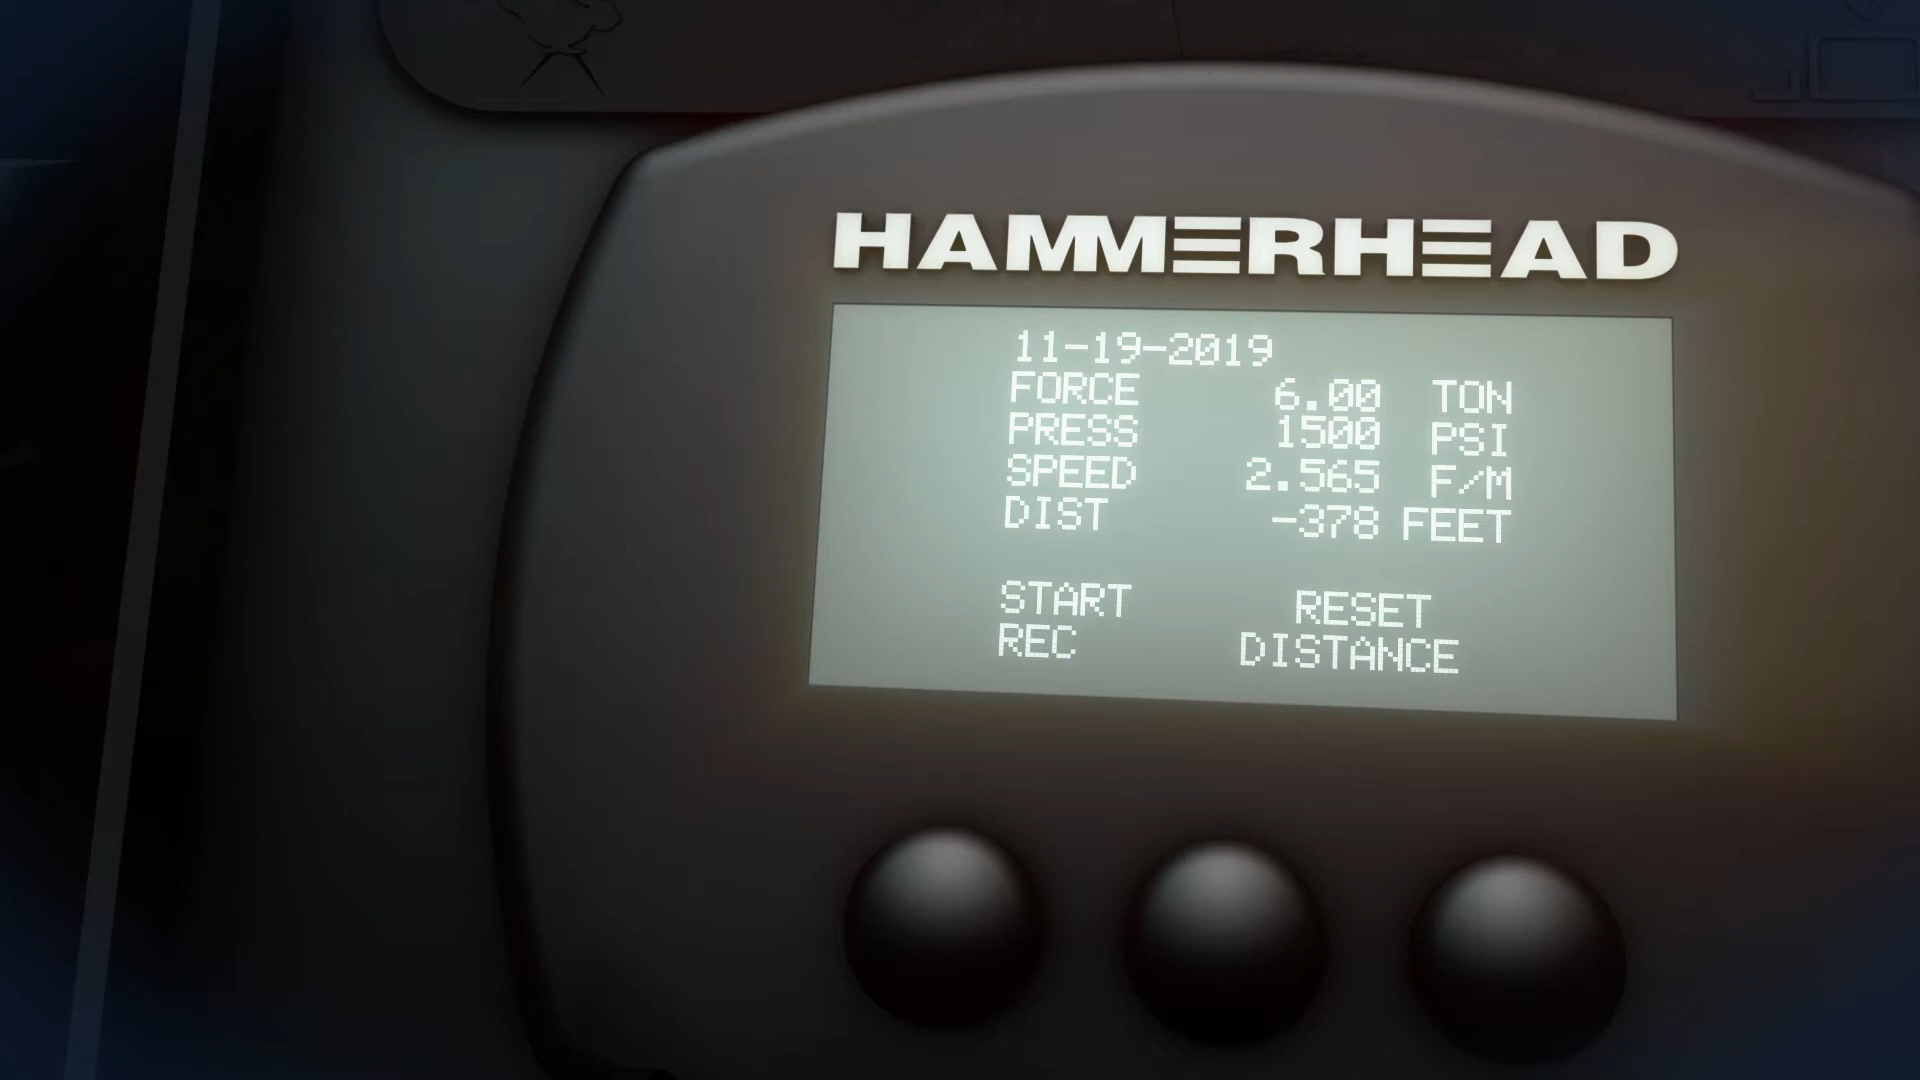 HAMMERHEAD
11-19-2019
FORCE 6.00 TON
PRESS 1500 PSI
SPEED 2.565 F/M
DIST -378 FEET
START RESET
REC DISTANCE